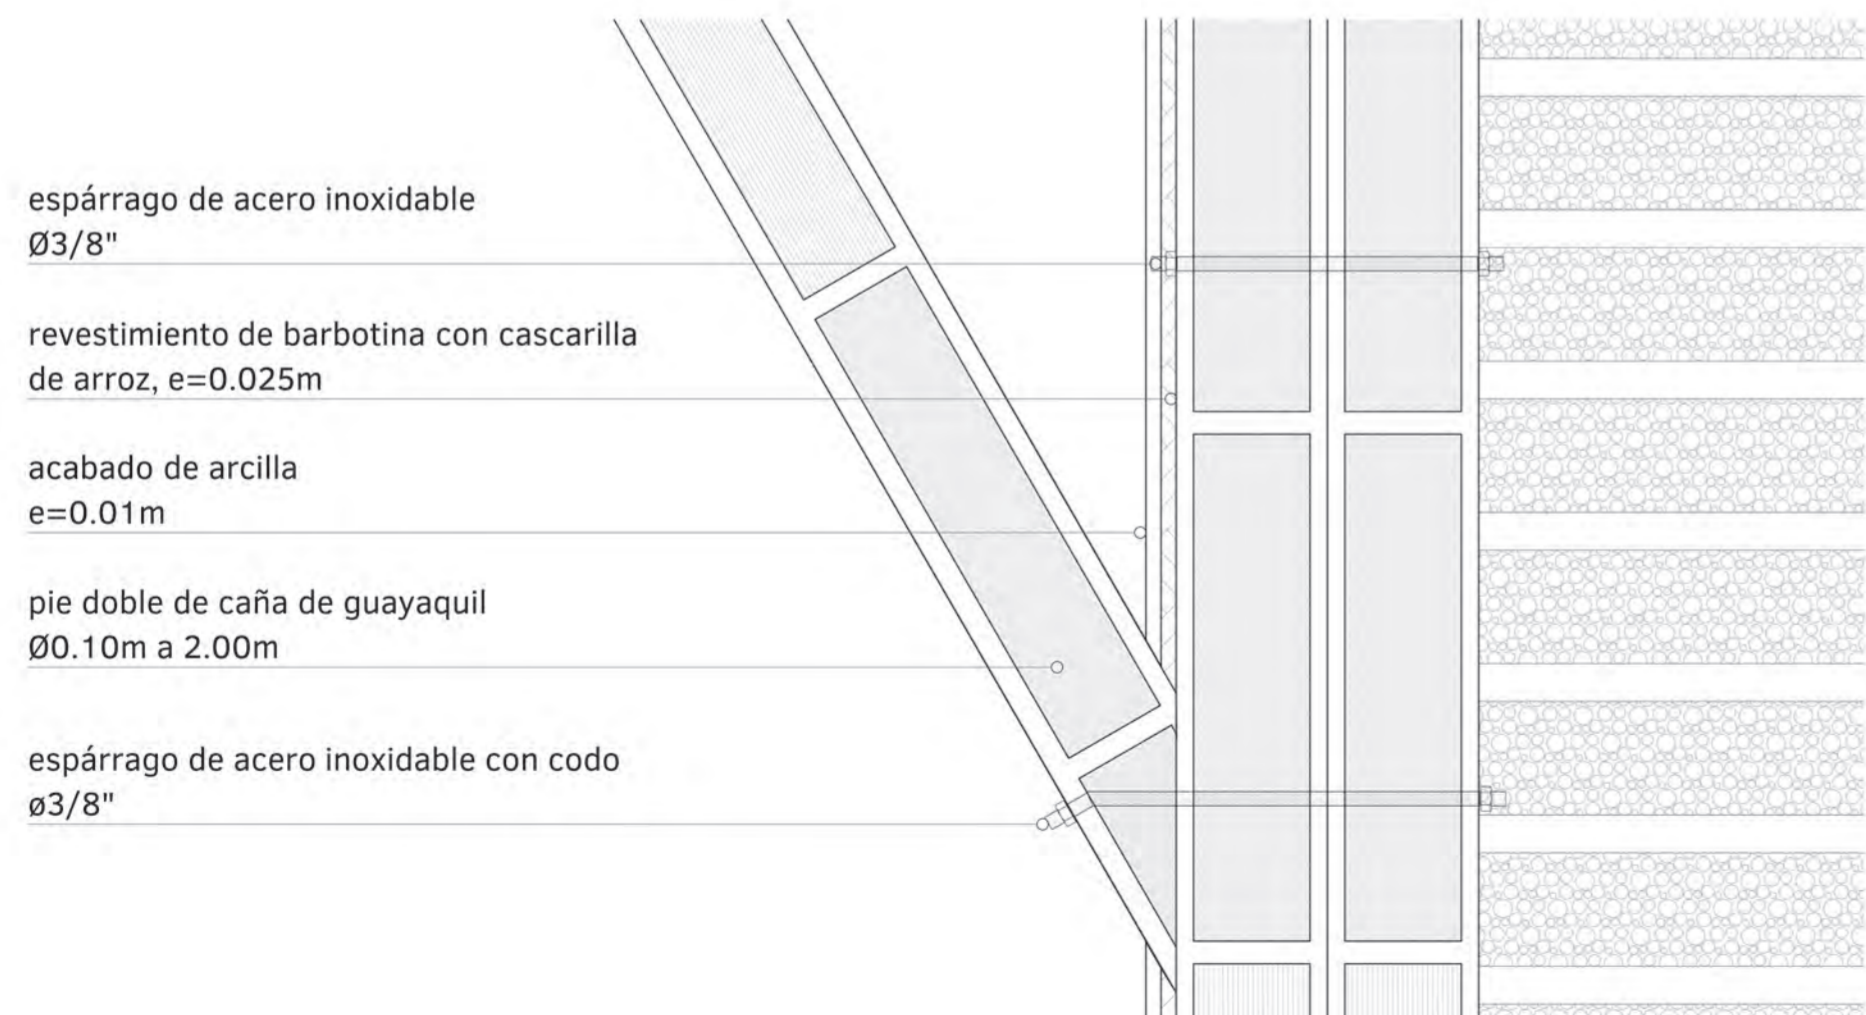 espárrago de acero inoxidable
Ø3/8"
revestimiento de barbotina con cascarilla
de arroz, e=0.025m
acabado de arcilla
e=0.01m
pie doble de caña de guayaquil
Ø0.10m a 2.00m
espárrago de acero inoxidable con codo
ø3/8"